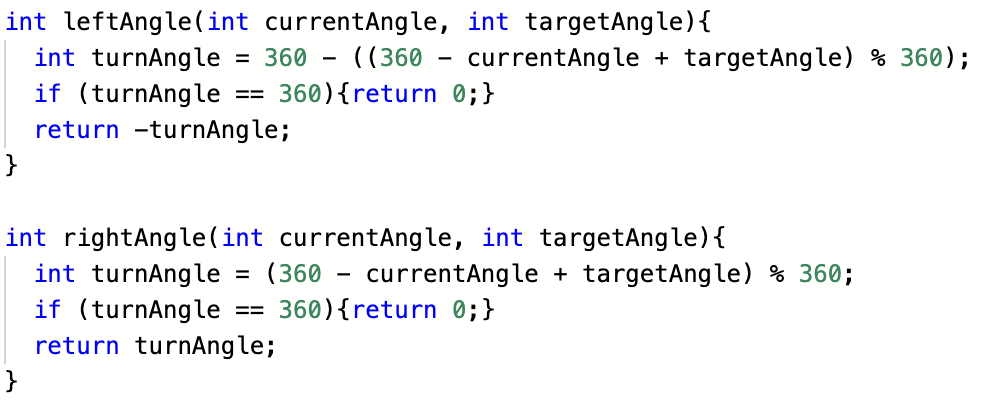 int leftAngle(int currentAngle, int targetAngle){
  int turnAngle = 360 - ((360 - currentAngle + targetAngle) % 360);
  if (turnAngle == 360){return 0;}
  return -turnAngle;
}

int rightAngle(int currentAngle, int targetAngle){
  int turnAngle = (360 - currentAngle + targetAngle) % 360;
  if (turnAngle == 360){return 0;}
  return turnAngle;
}